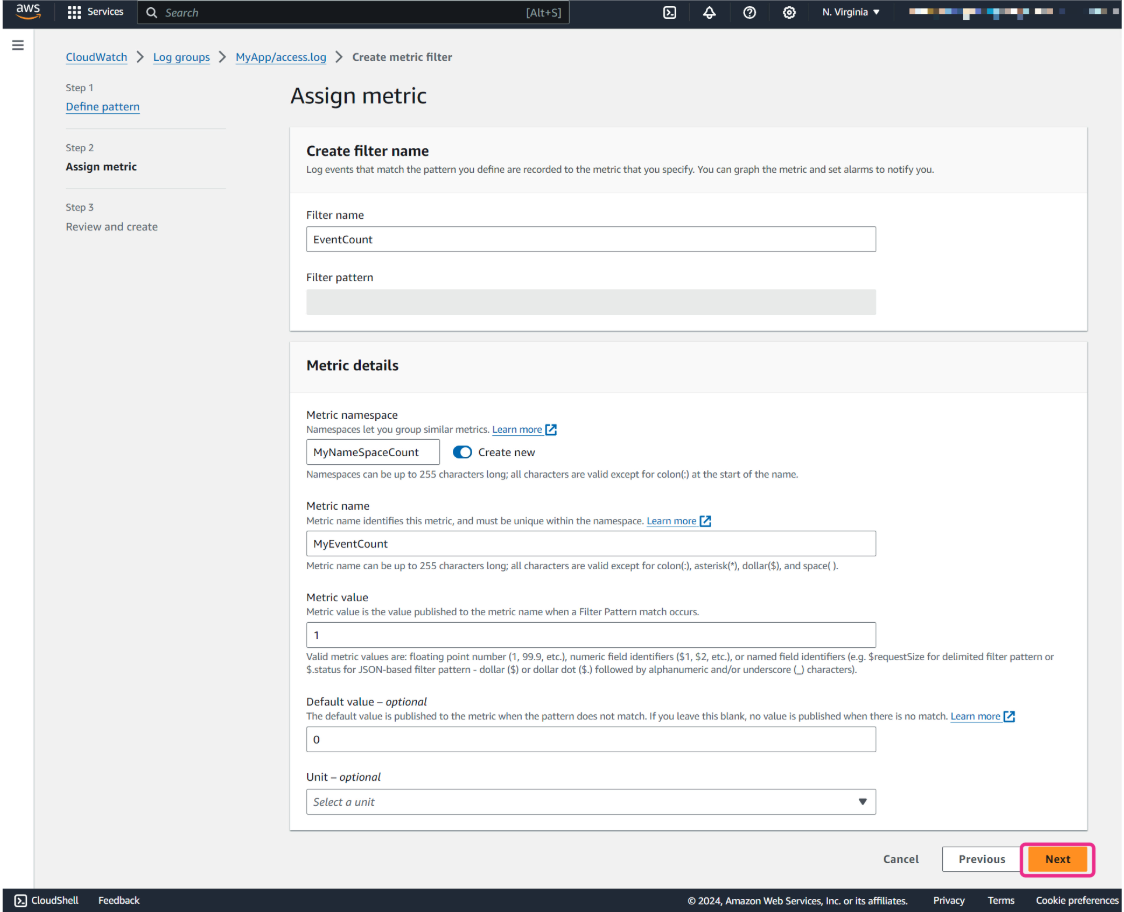 aws
Services
Search
[Alt+S]
N. Virginia
CloudWatch
Log groups
MyApp/access.log
Create metric filter
Step 1
Define pattern
Step 2
Assign metric
Step 3
Review and create
Assign metric
Create filter name
Log events that match the pattern you define are recorded to the metric that you specify. You can graph the metric and set alarms to notify you.
Filter name
EventCount
Filter pattern
Metric details
Metric namespace
Namespaces let you group similar metrics. Learn more
MyNameSpaceCount
Create new
Namespaces can be up to 255 characters long; all characters are valid except for colon(:) at the start of the name.
Metric name
Metric name identifies this metric, and must be unique within the namespace. Learn more
MyEventCount
Metric name can be up to 255 characters long; all characters are valid except for colon(:), asterisk(*), dollar($), and space( ).
Metric value
Metric value is the value published to the metric name when a Filter Pattern match occurs.
1
Valid metric values are: floating point number (1, 99.9, etc.), numeric field identifiers ($1, $2, etc.), or named field identifiers (e.g. $requestSize for delimited filter pattern or
$.status for JSON-based filter pattern - dollar ($) or dollar dot ($.) followed by alphanumeric and/or underscore (_) characters).
Default value – optional
The default value is published to the metric when the pattern does not match. If you leave this blank, no value is published when there is no match. Learn more
0
Unit – optional
Select a unit
Cancel
Previous
Next
CloudShell
Feedback
© 2024, Amazon Web Services, Inc. or its affiliates.
Privacy
Terms
Cookie preferences